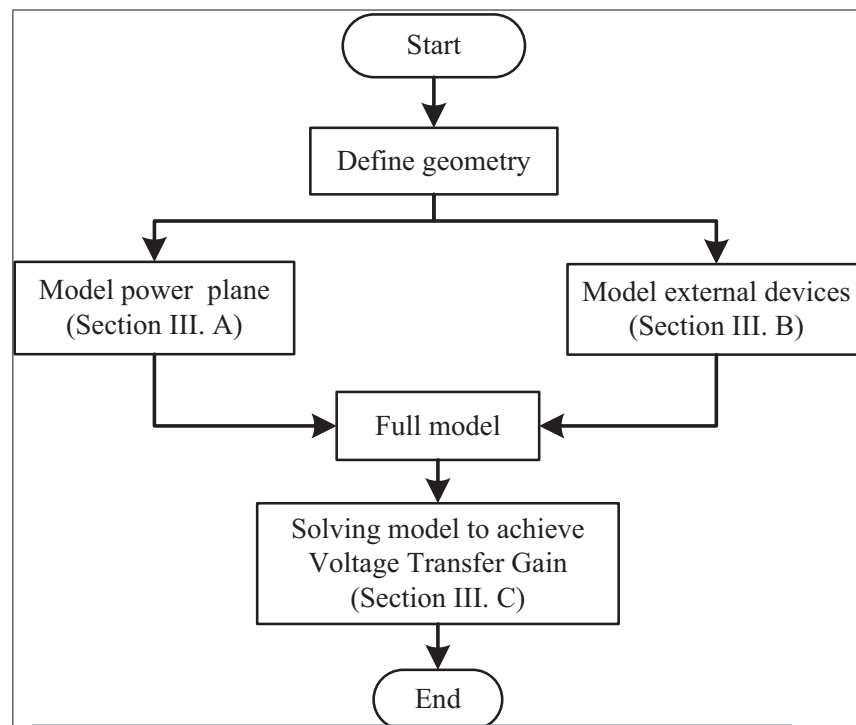 Start
Define geometry
Model power plane
(Section III. A)
Model external devices
(Section III. B)
Full model
Solving model to achieve
Voltage Transfer Gain
(Section III. C)
End